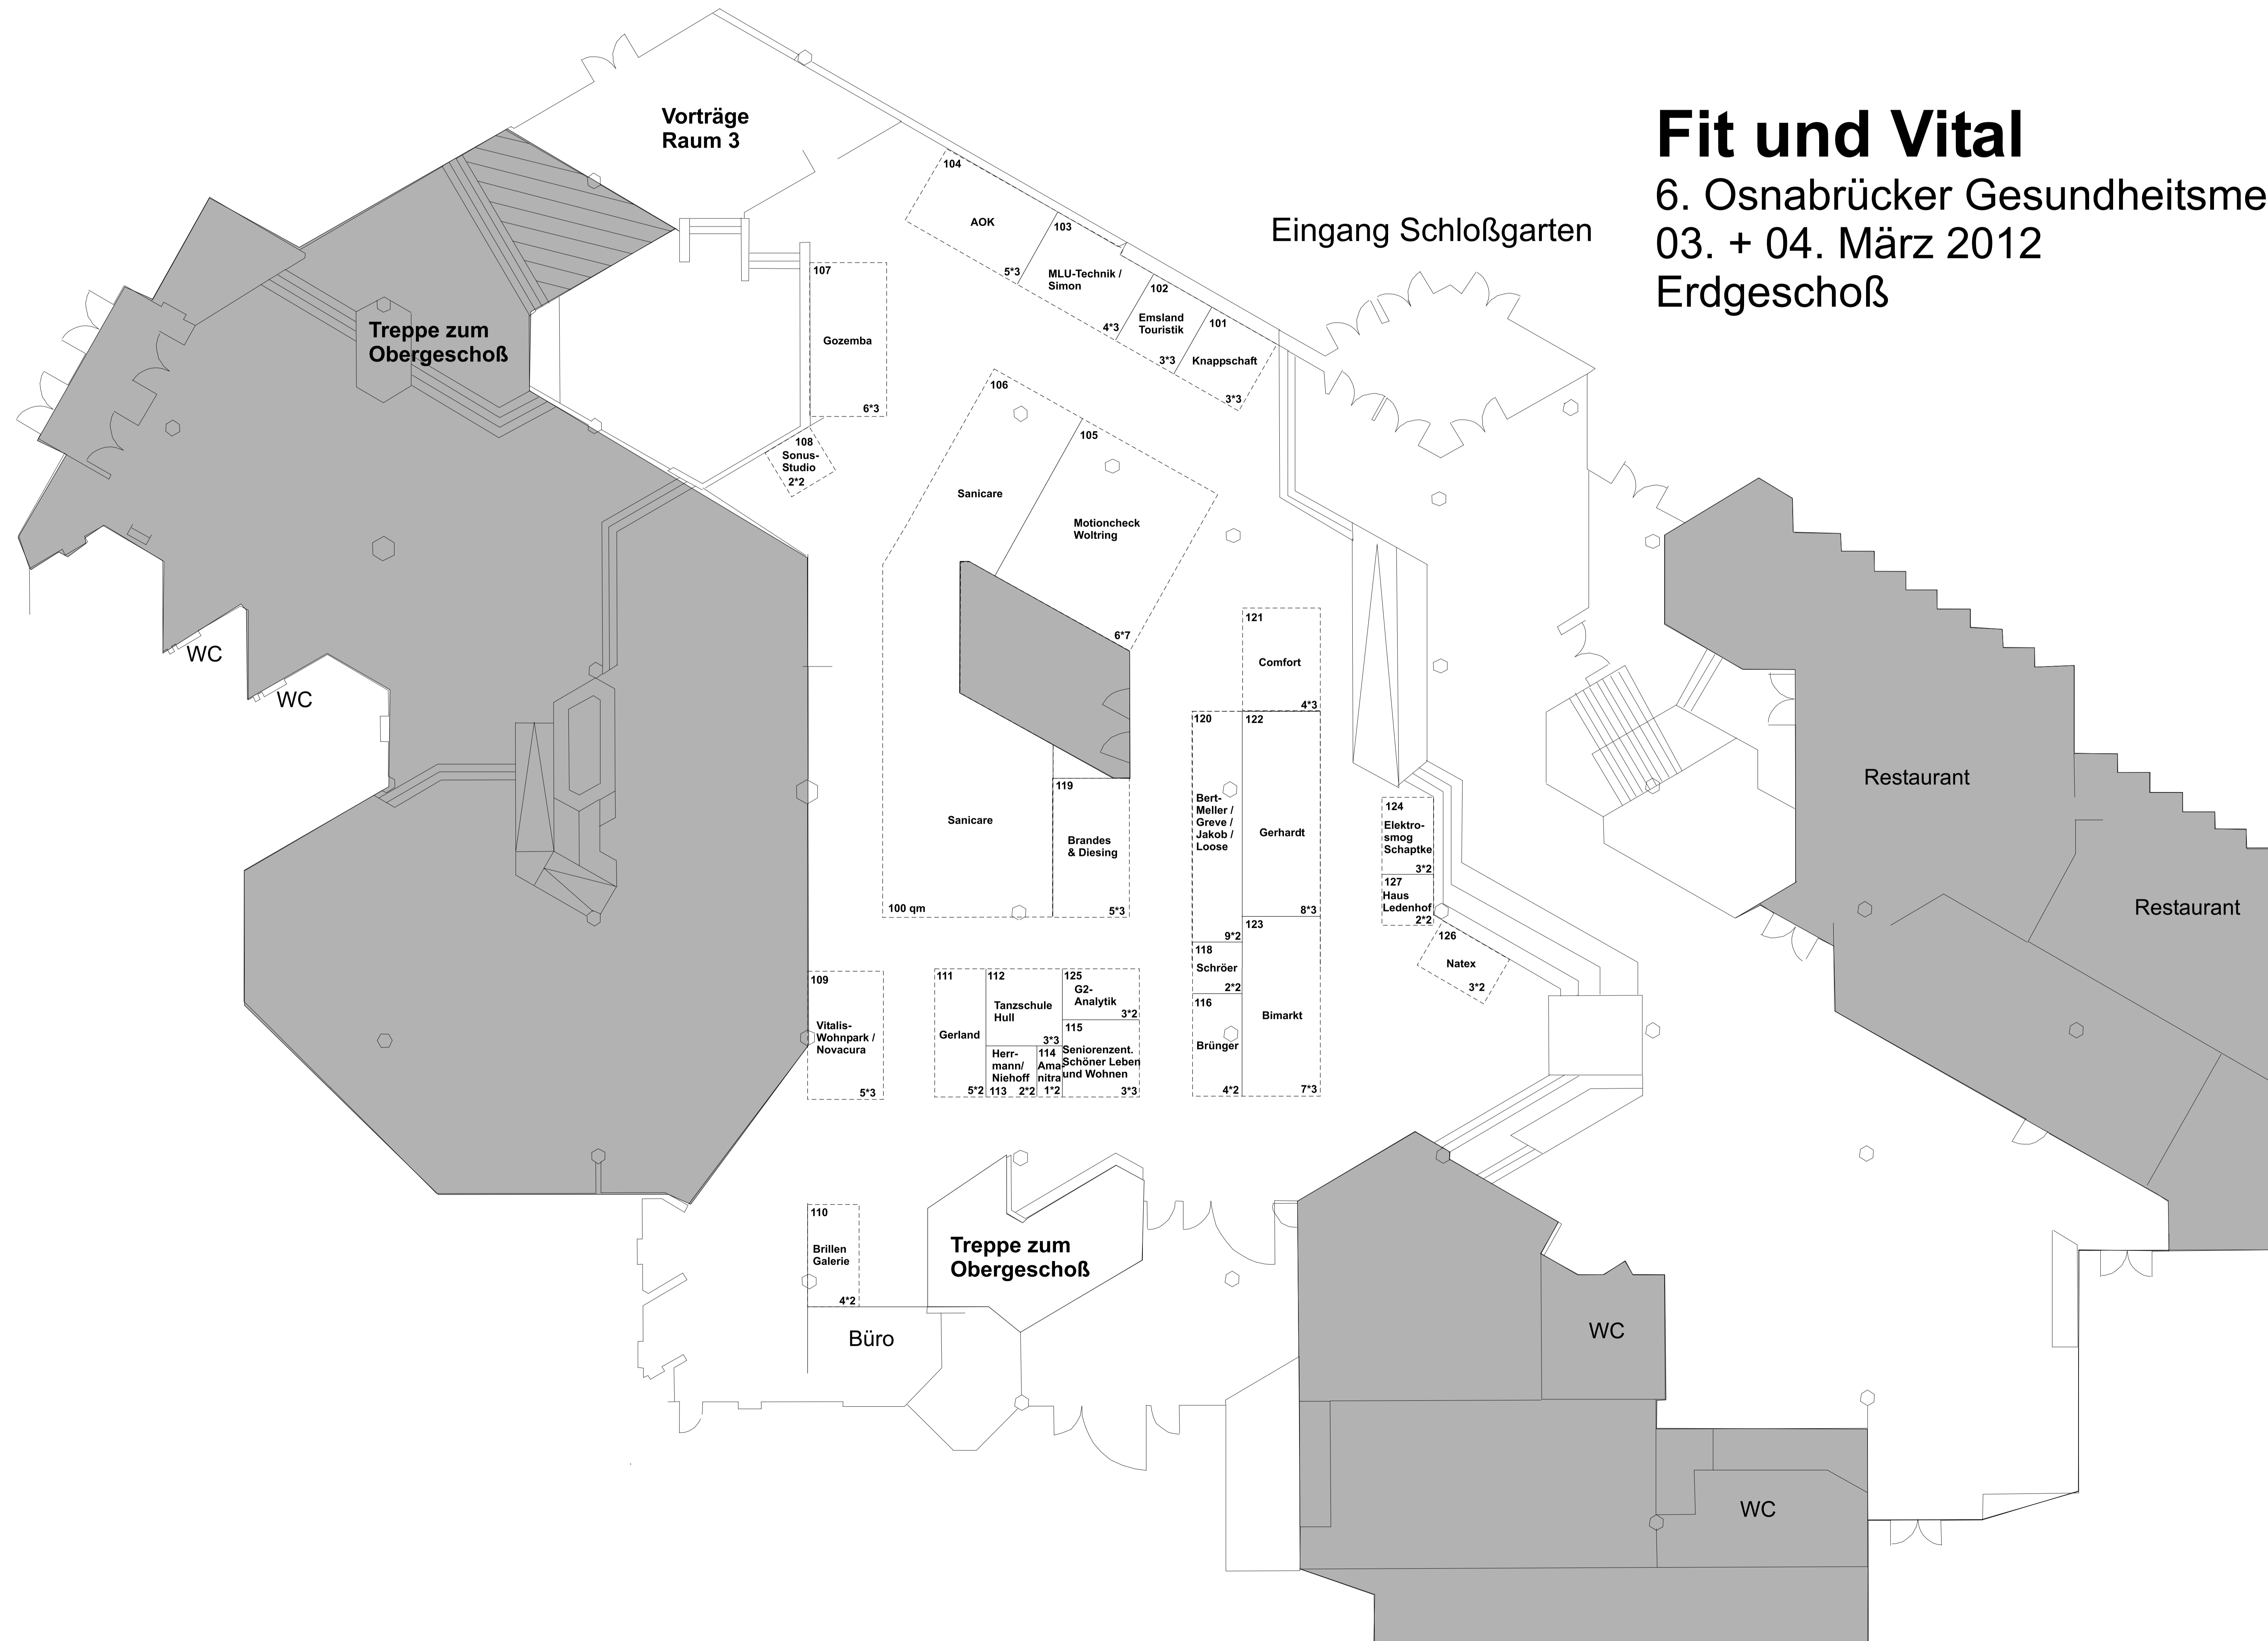 Fit und Vital
6. Osnabrücker Gesundheitsme
03. + 04. März 2012
Erdgeschoß
Eingang Schloßgarten
Vorträge
Raum 3
Treppe zum
Obergeschoß
104
AOK
5*3
103
MLU-Technik /
Simon
4*3
102
Emsland
Touristik
3*3
101
Knappschaft
3*3
107
Gozemba
6*3
108
Sonus-
Studio
2*2
106
Sanicare
105
Motioncheck
Woltring
6*7
Sanicare
100 qm
119
Brandes
& Diesing
5*3
121
Comfort
4*3
120
Bert-
Meller /
Greve /
Jakob /
Loose
9*2
122
Gerhardt
8*3
118
Schröer
2*2
123
Bimarkt
7*3
116
Brünger
4*2
124
Elektro-
smog
Schaptke
3*2
127
Haus
Ledenhof
2*2
126
Natex
3*2
WC
WC
Restaurant
Restaurant
109
Vitalis-
Wohnpark /
Novacura
5*3
111
Gerland
5*2
112
Tanzschule
Hull
3*3
125
G2-
Analytik
3*2
Herr-
mann/
Niehoff
113 2*2
114
Ama-
nitra
1*2
115
Seniorenzent.
Schöner Leben
und Wohnen
3*3
110
Brillen
Galerie
4*2
Treppe zum
Obergeschoß
Büro
WC
WC